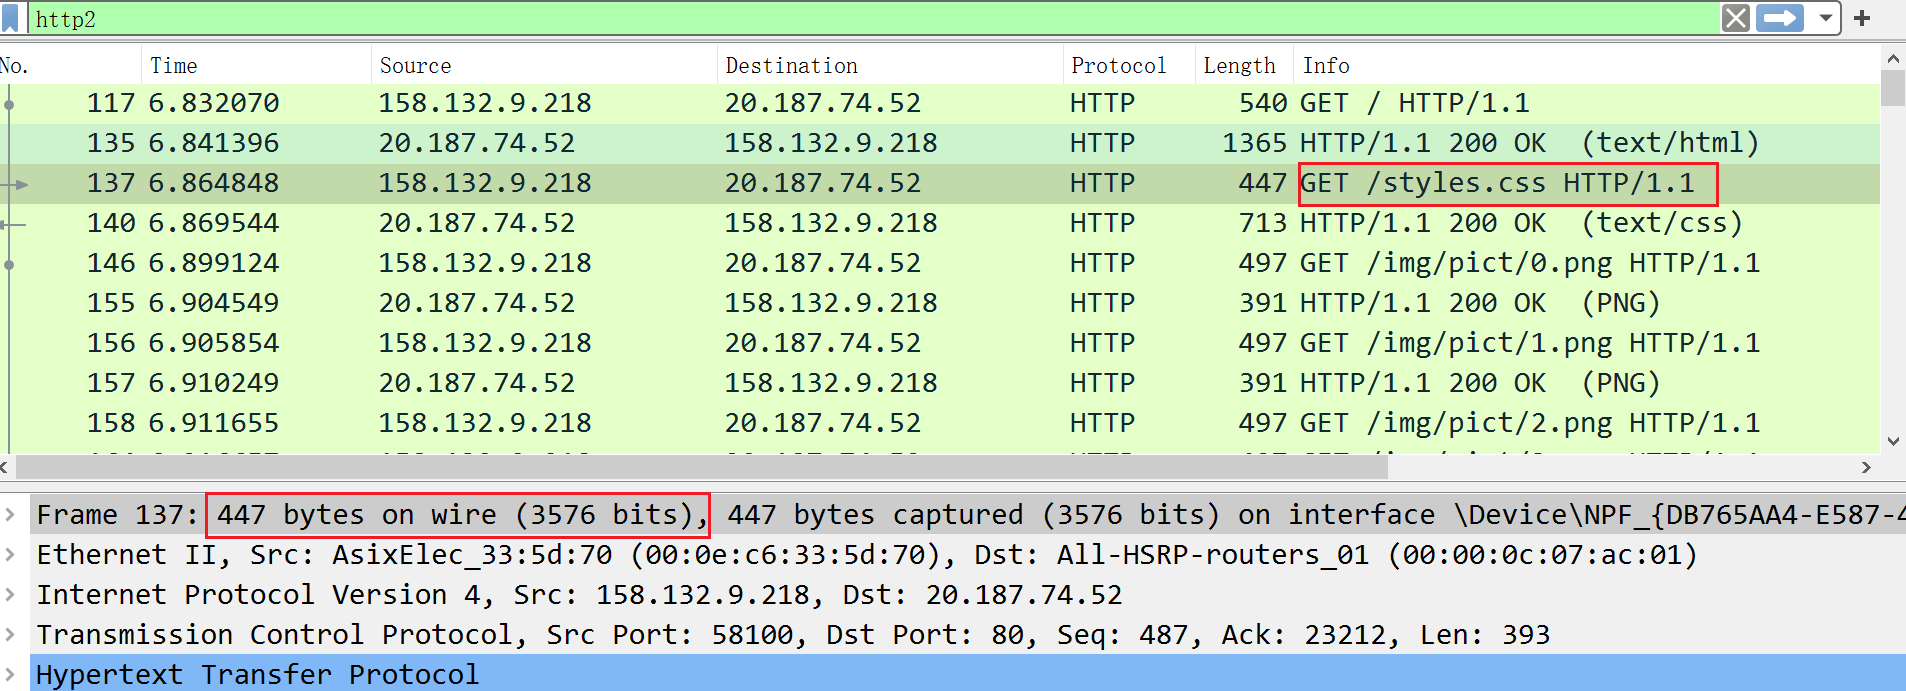 http2
No. Time Source Destination Protocol Length Info
117 6.832070 158.132.9.218 20.187.74.52 HTTP 540 GET / HTTP/1.1
135 6.841396 20.187.74.52 158.132.9.218 HTTP 1365 HTTP/1.1 200 OK (text/html)
137 6.864848 158.132.9.218 20.187.74.52 HTTP 447 GET /styles.css HTTP/1.1
140 6.869544 20.187.74.52 158.132.9.218 HTTP 713 HTTP/1.1 200 OK (text/css)
146 6.899124 158.132.9.218 20.187.74.52 HTTP 497 GET /img/pict/0.png HTTP/1.1
155 6.904549 20.187.74.52 158.132.9.218 HTTP 391 HTTP/1.1 200 OK (PNG)
156 6.905854 158.132.9.218 20.187.74.52 HTTP 497 GET /img/pict/1.png HTTP/1.1
157 6.910249 20.187.74.52 158.132.9.218 HTTP 391 HTTP/1.1 200 OK (PNG)
158 6.911655 158.132.9.218 20.187.74.52 HTTP 497 GET /img/pict/2.png HTTP/1.1
Frame 137: 447 bytes on wire (3576 bits), 447 bytes captured (3576 bits) on interface \Device\NPF_{DB765AA4-E587-4
Ethernet II, Src: AsixElec_33:5d:70 (00:0e:c6:33:5d:70), Dst: All-HSRP-routers_01 (00:00:0c:07:ac:01)
Internet Protocol Version 4, Src: 158.132.9.218, Dst: 20.187.74.52
Transmission Control Protocol, Src Port: 58100, Dst Port: 80, Seq: 487, Ack: 23212, Len: 393
Hypertext Transfer Protocol